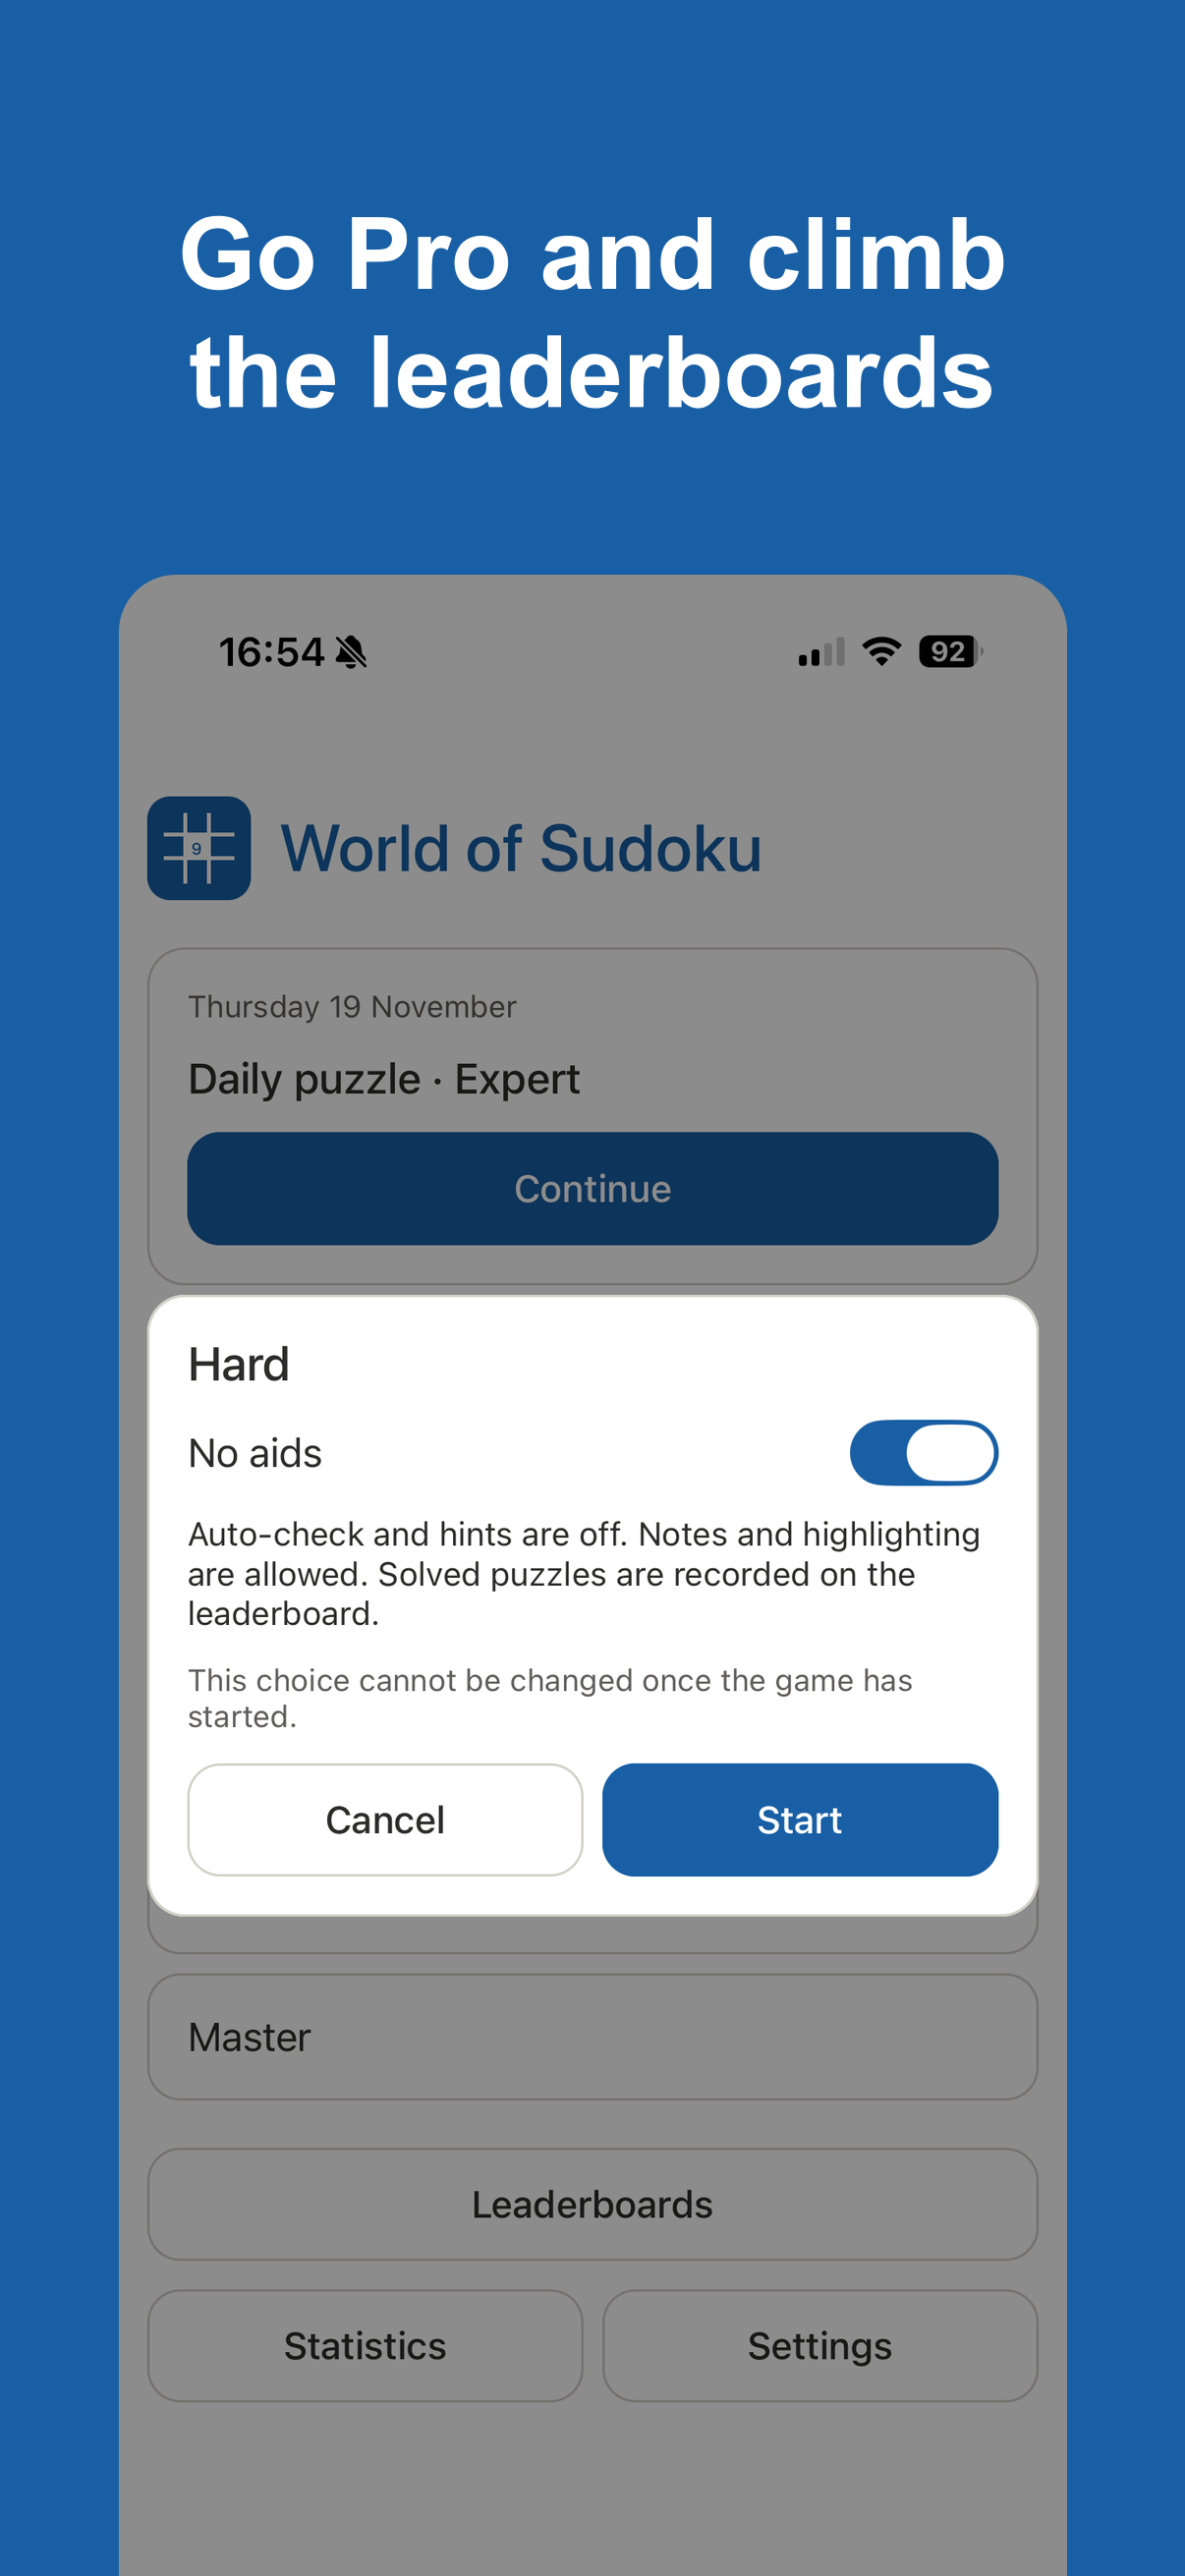 Go Pro and climb
the leaderboards
16:54
92
9
World of Sudoku
Thursday 19 November
Daily puzzle · Expert
Continue
Hard
No aids
Auto-check and hints are off. Notes and highlighting
are allowed. Solved puzzles are recorded on the
leaderboard.
This choice cannot be changed once the game has
started.
Cancel
Start
Master
Leaderboards
Statistics
Settings